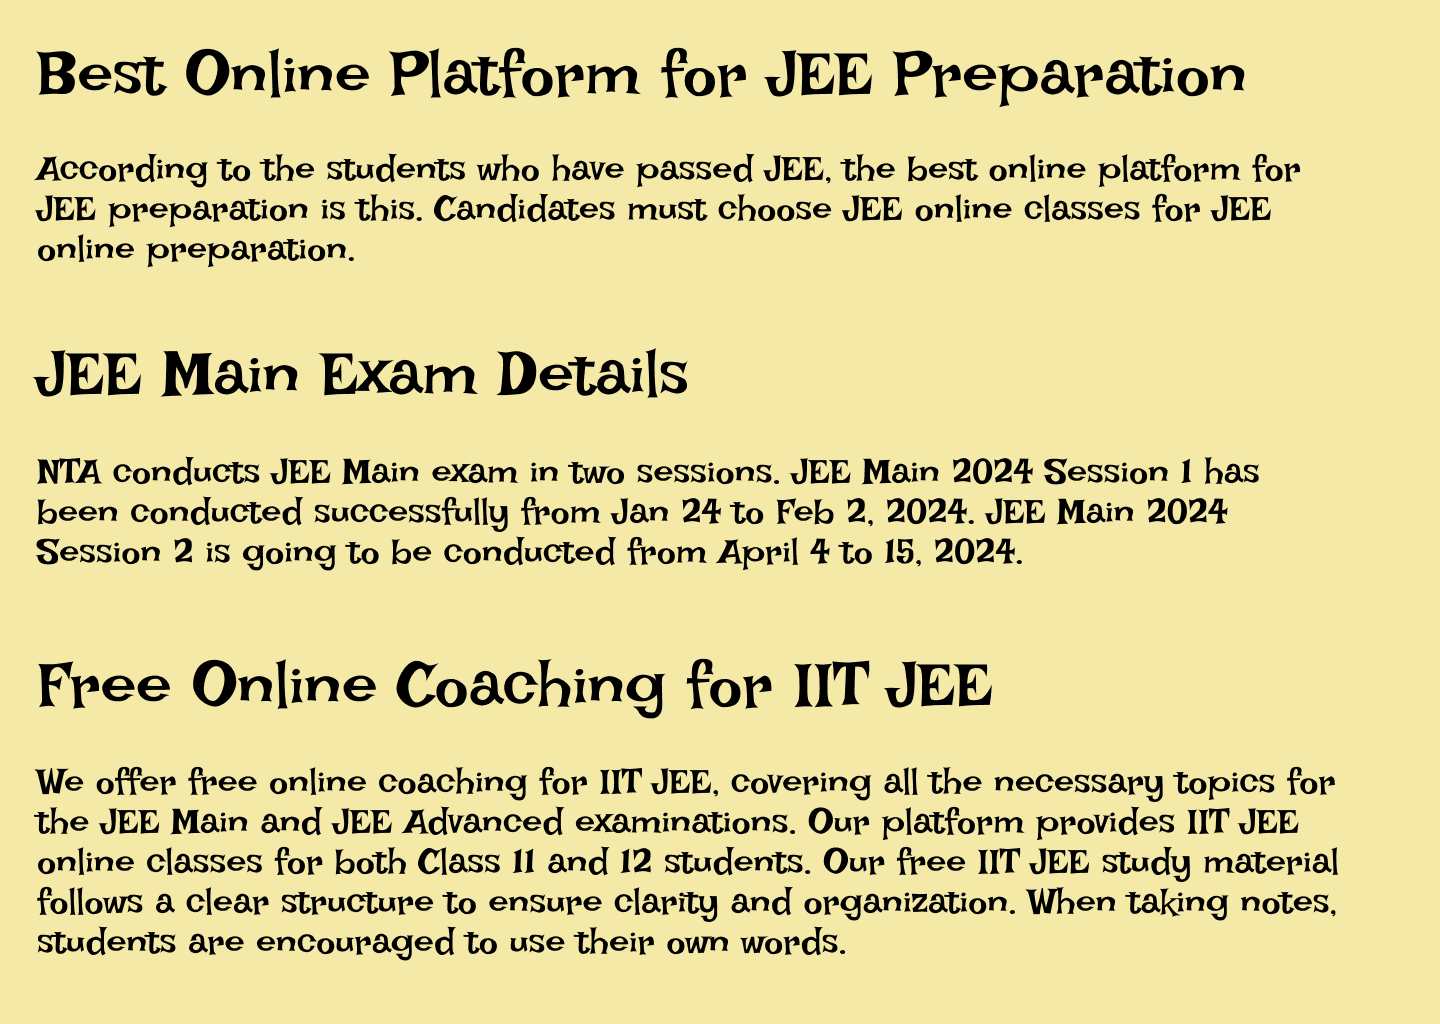 Best Online Platform for JEE Preparation
According to the students who have passed JEE, the best online platform for
JEE preparation is this. Candidates must choose JEE online classes for JEE
online preparation.
JEE Main Exam Details
NTA conducts JEE Main exam in two sessions. JEE Main 2024 Session 1 has
been conducted successfully from Jan 24 to Feb 2, 2024. JEE Main 2024
Session 2 is going to be conducted from April 4 to 15, 2024.
Free Online Coaching for IIT JEE
We offer free online coaching for IIT JEE, covering all the necessary topics for
the JEE Main and JEE Advanced examinations. Our platform provides IIT JEE
online classes for both Class 11 and 12 students. Our free IIT JEE study material
follows a clear structure to ensure clarity and organization. When taking notes,
students are encouraged to use their own words.